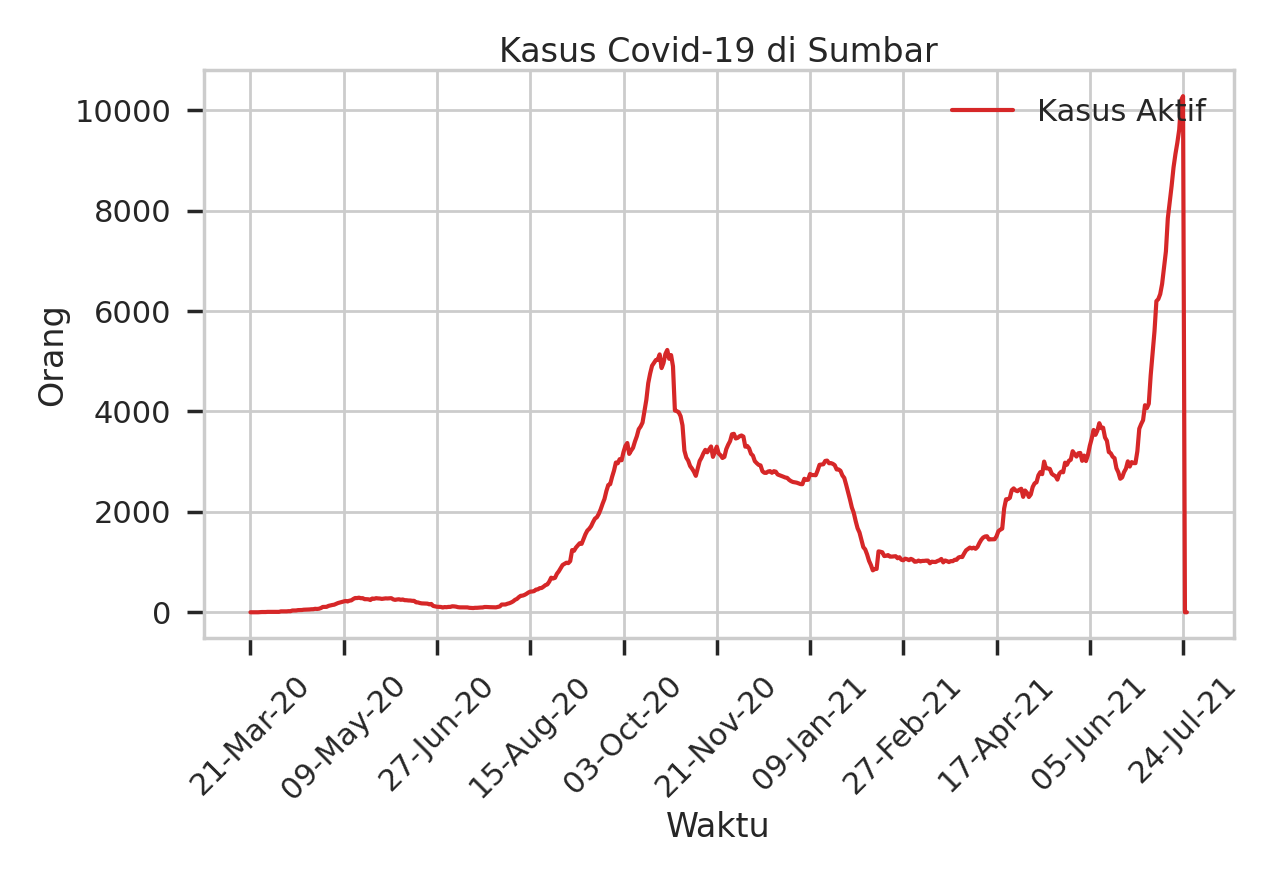 Kasus Covid-19 di Sumbar
Kasus Aktif
10000
8000
6000
4000
2000
0
Orang
21-Mar-20
09-May-20
27-Jun-20
15-Aug-20
03-Oct-20
21-Nov-20
09-Jan-21
27-Feb-21
17-Apr-21
05-Jun-21
24-Jul-21
Waktu